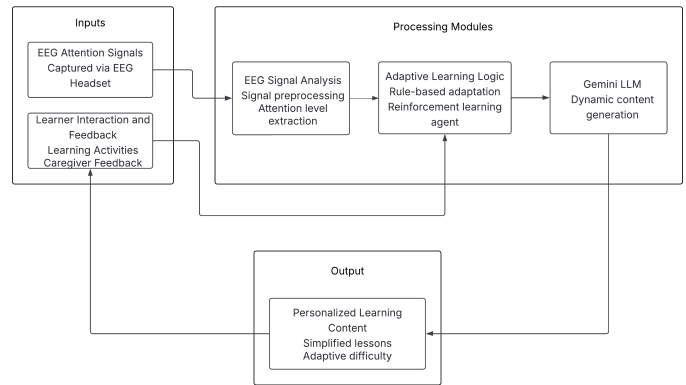 Inputs
EEG Attention Signals
Captured via EEG
Headset
Learner Interaction and
Feedback
Learning Activities
Caregiver Feedback
Processing Modules
EEG Signal Analysis
Signal preprocessing
Attention level
extraction
Adaptive Learning Logic
Rule-based adaptation
Reinforcement learning
agent
Gemini LLM
Dynamic content
generation
Output
Personalized Learning
Content
Simplified lessons
Adaptive difficulty